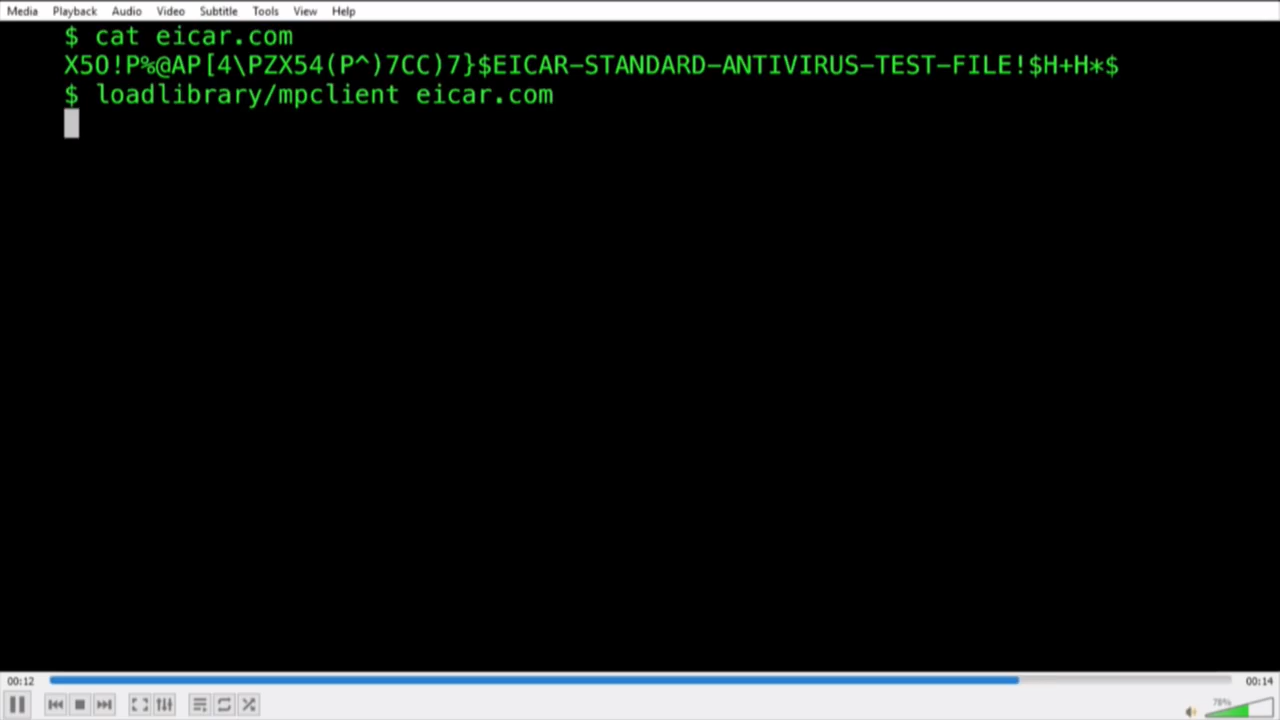 Media Playback Audio Video Subtitle Tools View Help
$ cat eicar.com
X5O!P%@AP[4\PZX54(P^)7CC)7}$EICAR-STANDARD-ANTIVIRUS-TEST-FILE!$H+H*$
$ loadlibrary/mpclient eicar.com
00:12 00:14
78%